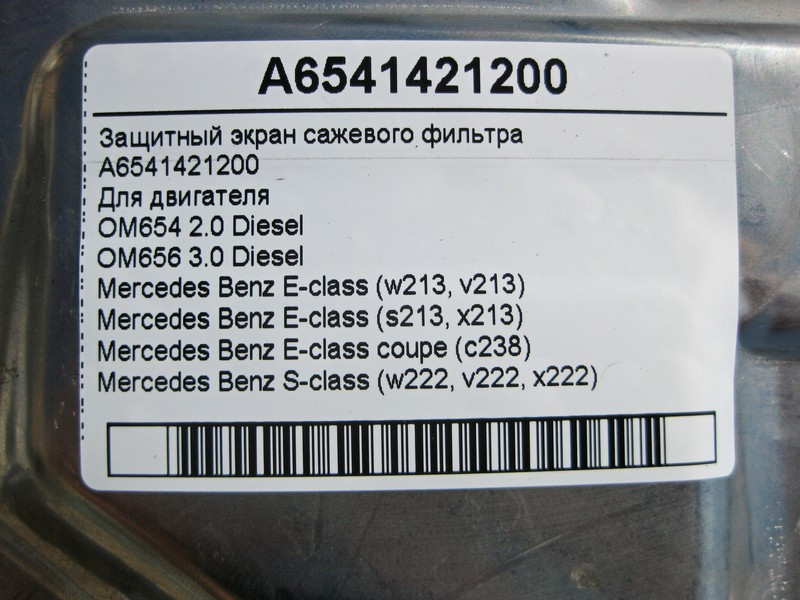 A6541421200
Защитный экран сажевого фильтра
A6541421200
Для двигателя
OM654 2.0 Diesel
OM656 3.0 Diesel
Mercedes Benz E-class (w213, v213)
Mercedes Benz E-class (s213, x213)
Mercedes Benz E-class coupe (c238)
Mercedes Benz S-class (w222, v222, x222)